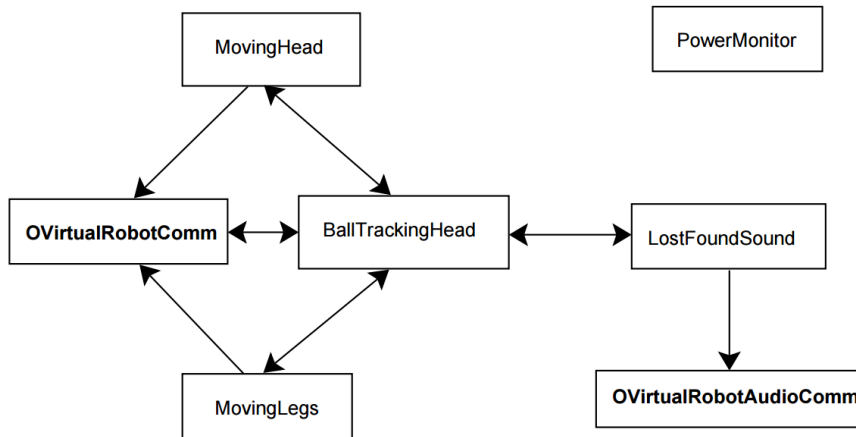 MovingHead
PowerMonitor
OVirtualRobotComm
BallTrackingHead
LostFoundSound
MovingLegs
OVirtualRobotAudioComm